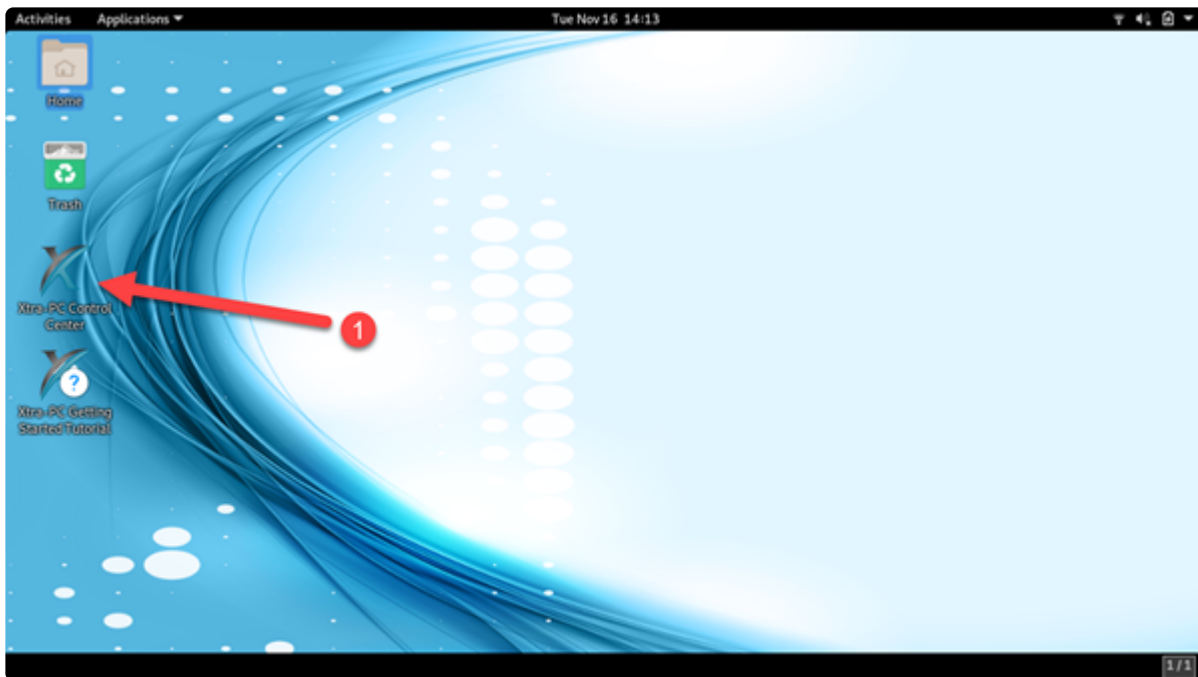 Activities Applications Tue Nov 16 14:13
Home
Trash
Xtra-PC Control
Center
1
?
Xtra-PC Getting
Started Tutorial
1/1